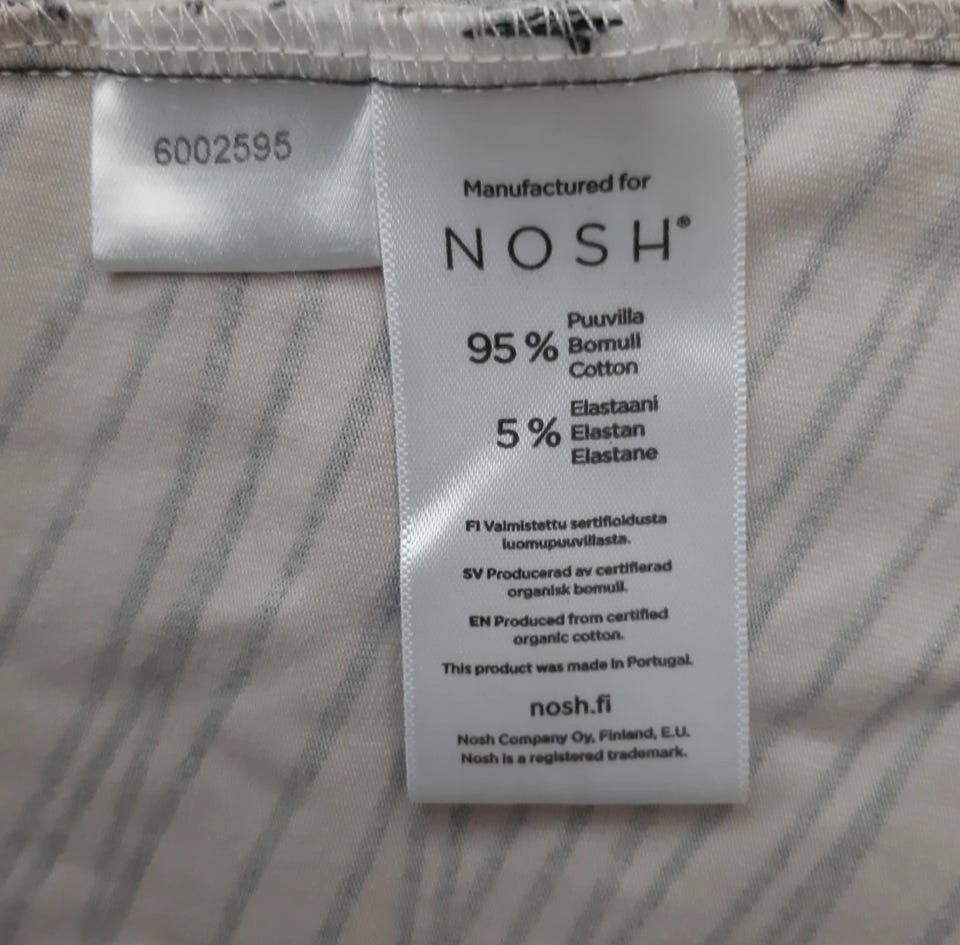 6002595
Manufactured for
NOSH®
95 % Puuvilla
Bomull
Cotton
5 % Elastaani
Elastan
Elastane
FI Valmistettu sertifioidusta
luomupuuvillasta.
SV Producerad av certifierad
organisk bomull.
EN Produced from certified
organic cotton.
This product was made in Portugal.
nosh.fi
Nosh Company Oy, Finland, E.U.
Nosh is a registered trademark.